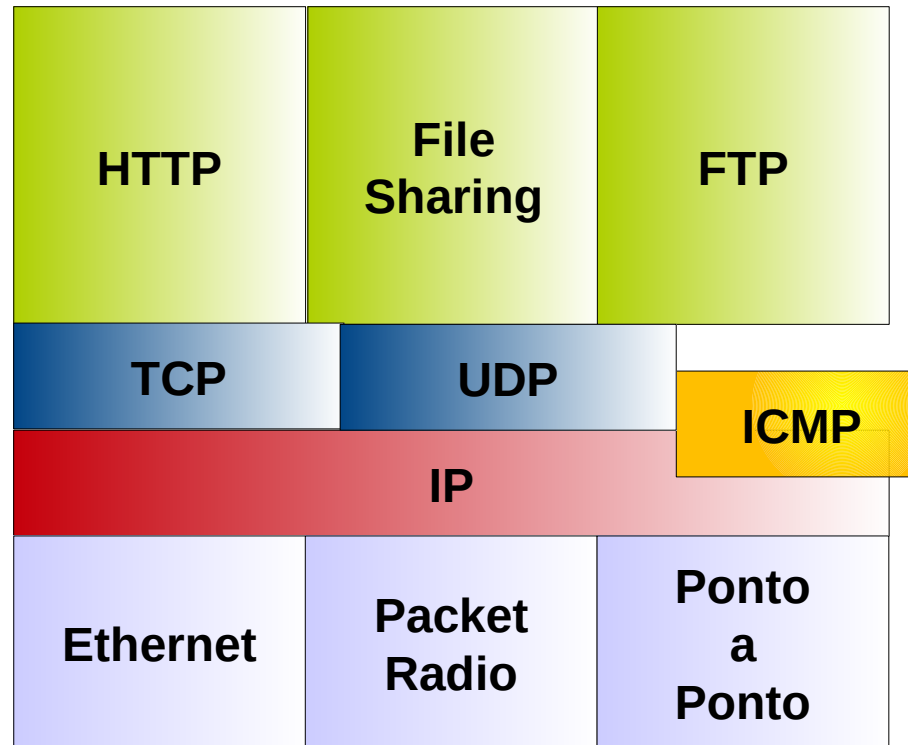 HTTP
File
Sharing
FTP
TCP
UDP
ICMP
IP
Ethernet
Packet
Radio
Ponto
a
Ponto